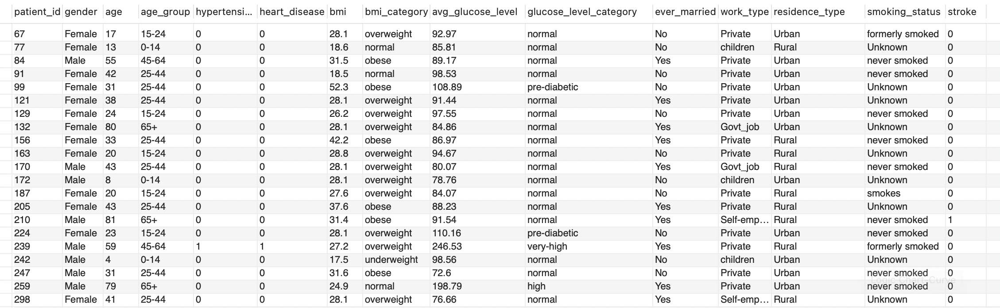 patient_id gender age age_group hypertensi... heart_disease bmi bmi_category avg_glucose_level glucose_level_category ever_married work_type residence_type smoking_status stroke
67 Female 17 15-24 0 0 28.1 overweight 92.97 normal No Private Urban formerly smoked 0
77 Female 13 0-14 0 0 18.6 normal 85.81 normal No children Rural Unknown 0
84 Male 55 45-64 0 0 31.5 obese 89.17 normal Yes Private Urban never smoked 0
91 Female 42 25-44 0 0 18.5 normal 98.53 normal No Private Urban never smoked 0
99 Female 31 25-44 0 0 52.3 obese 108.89 pre-diabetic No Private Urban Unknown 0
121 Female 38 25-44 0 0 28.1 overweight 91.44 normal Yes Private Urban Unknown 0
129 Female 24 15-24 0 0 26.2 overweight 97.55 normal No Private Urban never smoked 0
132 Female 80 65+ 0 0 28.1 overweight 84.86 normal Yes Govt_job Urban Unknown 0
156 Female 33 25-44 0 0 42.2 obese 86.97 normal Yes Private Rural never smoked 0
163 Female 20 15-24 0 0 28.8 overweight 94.67 normal No Private Rural Unknown 0
170 Male 43 25-44 0 0 28.1 overweight 80.07 normal Yes Govt_job Rural never smoked 0
172 Male 8 0-14 0 0 28.1 overweight 78.76 normal No children Urban Unknown 0
187 Female 20 15-24 0 0 27.6 overweight 84.07 normal No Private Rural smokes 0
205 Female 43 25-44 0 0 37.6 obese 88.23 normal Yes Private Rural Unknown 0
210 Male 81 65+ 0 0 31.4 obese 91.54 normal Yes Self-emp... Rural never smoked 1
224 Female 23 15-24 0 0 28.1 overweight 110.16 pre-diabetic No Private Urban never smoked 0
239 Male 59 45-64 1 1 27.2 overweight 246.53 very-high Yes Private Rural formerly smoked 0
242 Male 4 0-14 0 0 17.5 underweight 98.56 normal No children Urban Unknown 0
247 Male 31 25-44 0 0 31.6 obese 72.6 normal No Private Urban never smoked 0
Logic Chart-Curve
259 Male 79 65+ 0 0 24.9 normal 198.79 high Yes Private Urban never smoked 0
298 Female 41 25-44 0 0 28.1 overweight 76.66 normal Yes Self-emp... Rural Unknown 0